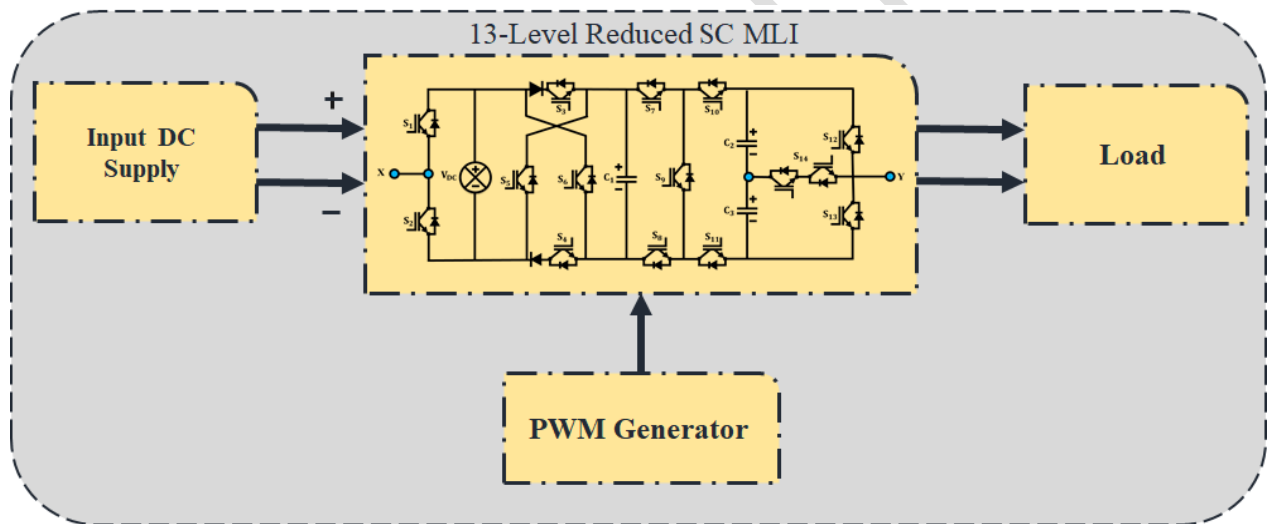 13-Level Reduced SC MLI
Input DC
Supply
+
−
S1
S2
X
VDC
+
−
S3
S5
S6
S4
C1
+
−
S7
S8
S9
S10
S11
C2
+
−
C3
+
−
S14
S12
S13
Y
Load
PWM Generator